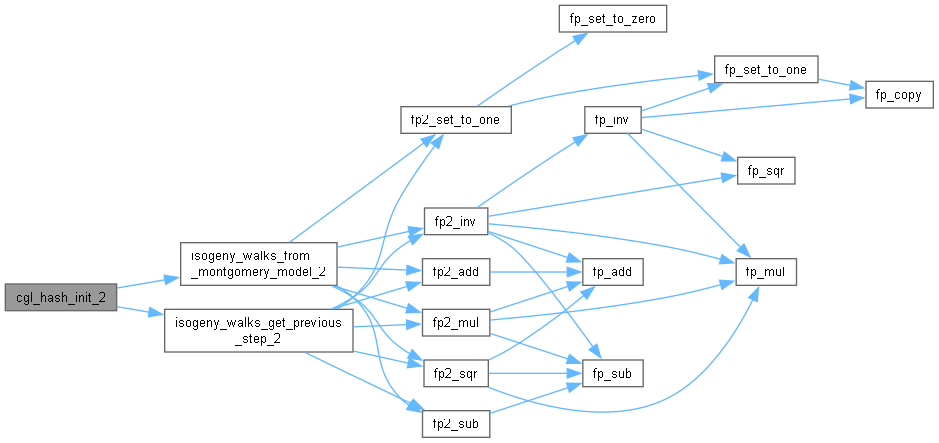 fp_set_to_zero
fp_set_to_one
fp_copy
fp2_set_to_one
fp_inv
fp_sqr
fp2_inv
isogeny_walks_from
_montgomery_model_2
fp2_add
fp_add
fp_mul
cgl_hash_init_2
isogeny_walks_get_previous
_step_2
fp2_mul
fp2_sqr
fp_sub
fp2_sub